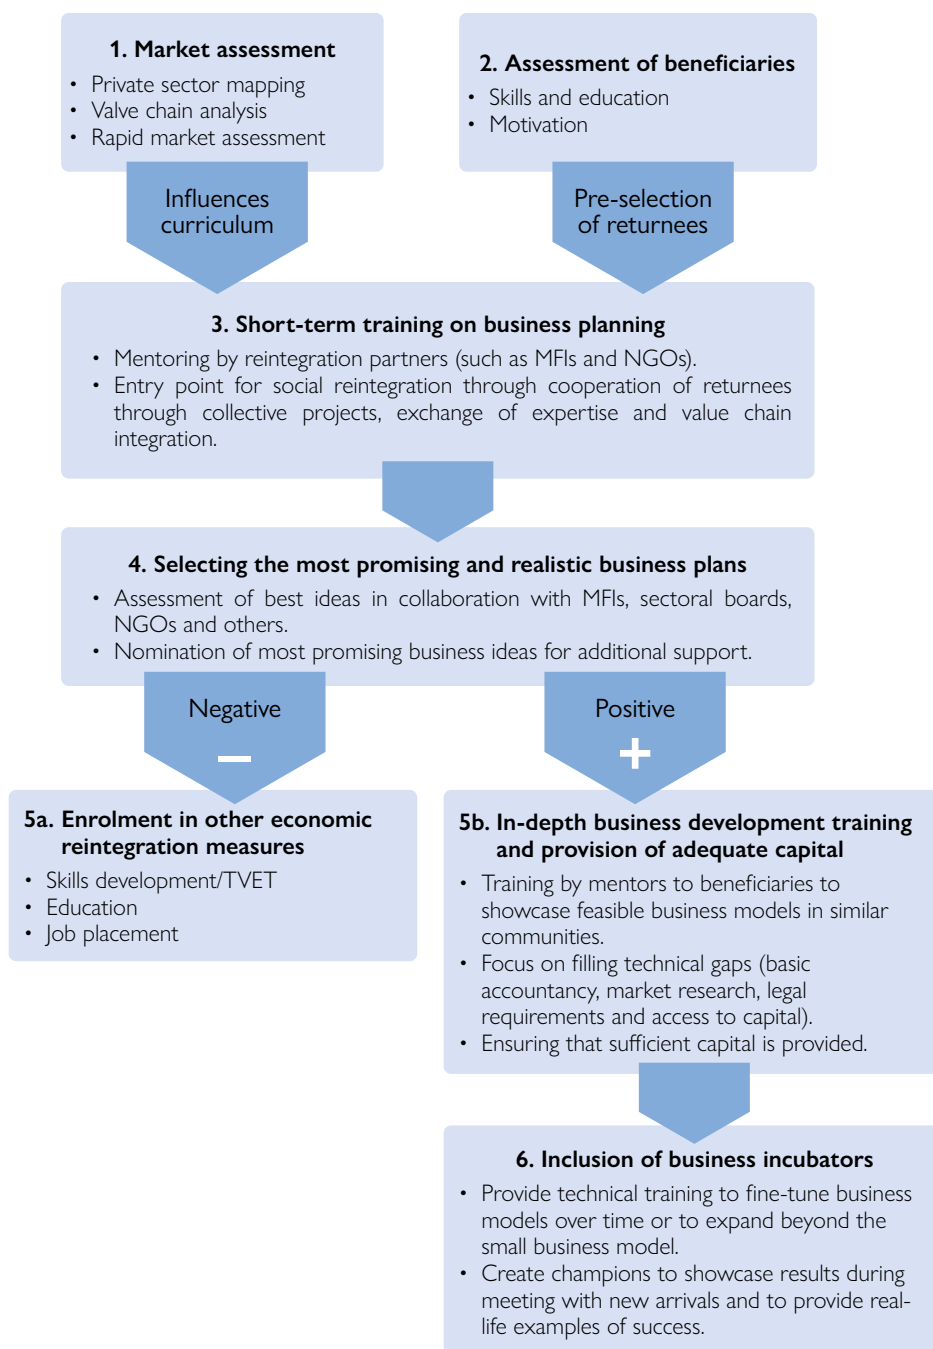 1. Market assessment
• Private sector mapping
• Valve chain analysis
• Rapid market assessment
2. Assessment of beneficiaries
• Skills and education
• Motivation
Influences
curriculum
Pre-selection
of returnees
3. Short-term training on business planning
• Mentoring by reintegration partners (such as MFIs and NGOs).
• Entry point for social reintegration through cooperation of returnees
through collective projects, exchange of expertise and value chain
integration.
4. Selecting the most promising and realistic business plans
• Assessment of best ideas in collaboration with MFIs, sectoral boards,
NGOs and others.
• Nomination of most promising business ideas for additional support.
Negative
–
Positive
+
5a. Enrolment in other economic
reintegration measures
• Skills development/TVET
• Education
• Job placement
5b. In-depth business development training
and provision of adequate capital
• Training by mentors to beneficiaries to
showcase feasible business models in similar
communities.
• Focus on filling technical gaps (basic
accountancy, market research, legal
requirements and access to capital).
• Ensuring that sufficient capital is provided.
6. Inclusion of business incubators
• Provide technical training to fine-tune business
models over time or to expand beyond the
small business model.
• Create champions to showcase results during
meeting with new arrivals and to provide real-
life examples of success.